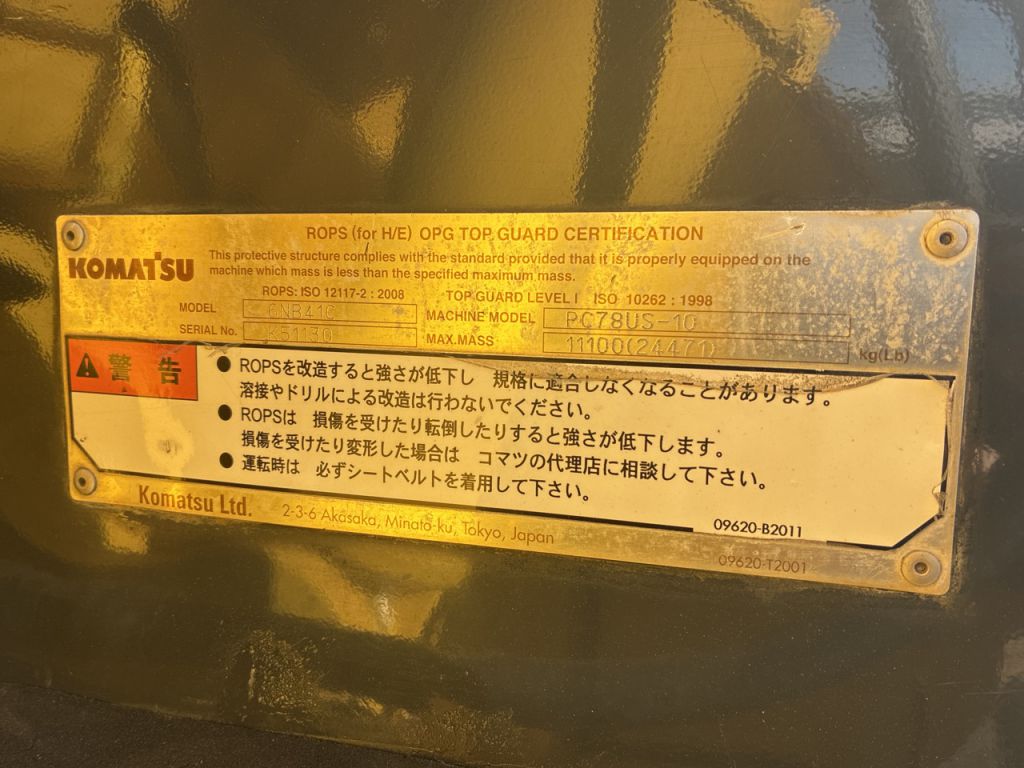 ROPS (for H/E) OPG TOP GUARD CERTIFICATION
KOMATSU
This protective structure complies with the standard provided that it is properly equipped on the
machine which mass is less than the specified maximum mass.
ROPS: ISO 12117-2 : 2008 TOP GUARD LEVEL I ISO 10262 : 1998
MODEL 6NB41C MACHINE MODEL PC78US-10
SERIAL No. K51130 MAX.MASS 11100(24471) kg(Lb)
警告
● ROPSを改造すると強さが低下し 規格に適合しなくなることがあります。
溶接やドリルによる改造は行わないでください。
● ROPSは 損傷を受けたり転倒したりすると強さが低下します。
損傷を受けたり変形した場合は コマツの代理店に相談して下さい。
● 運転時は 必ずシートベルトを着用して下さい。
09620-B2011
Komatsu Ltd. 2-3-6 Akasaka, Minato-ku, Tokyo, Japan
09620-T2001